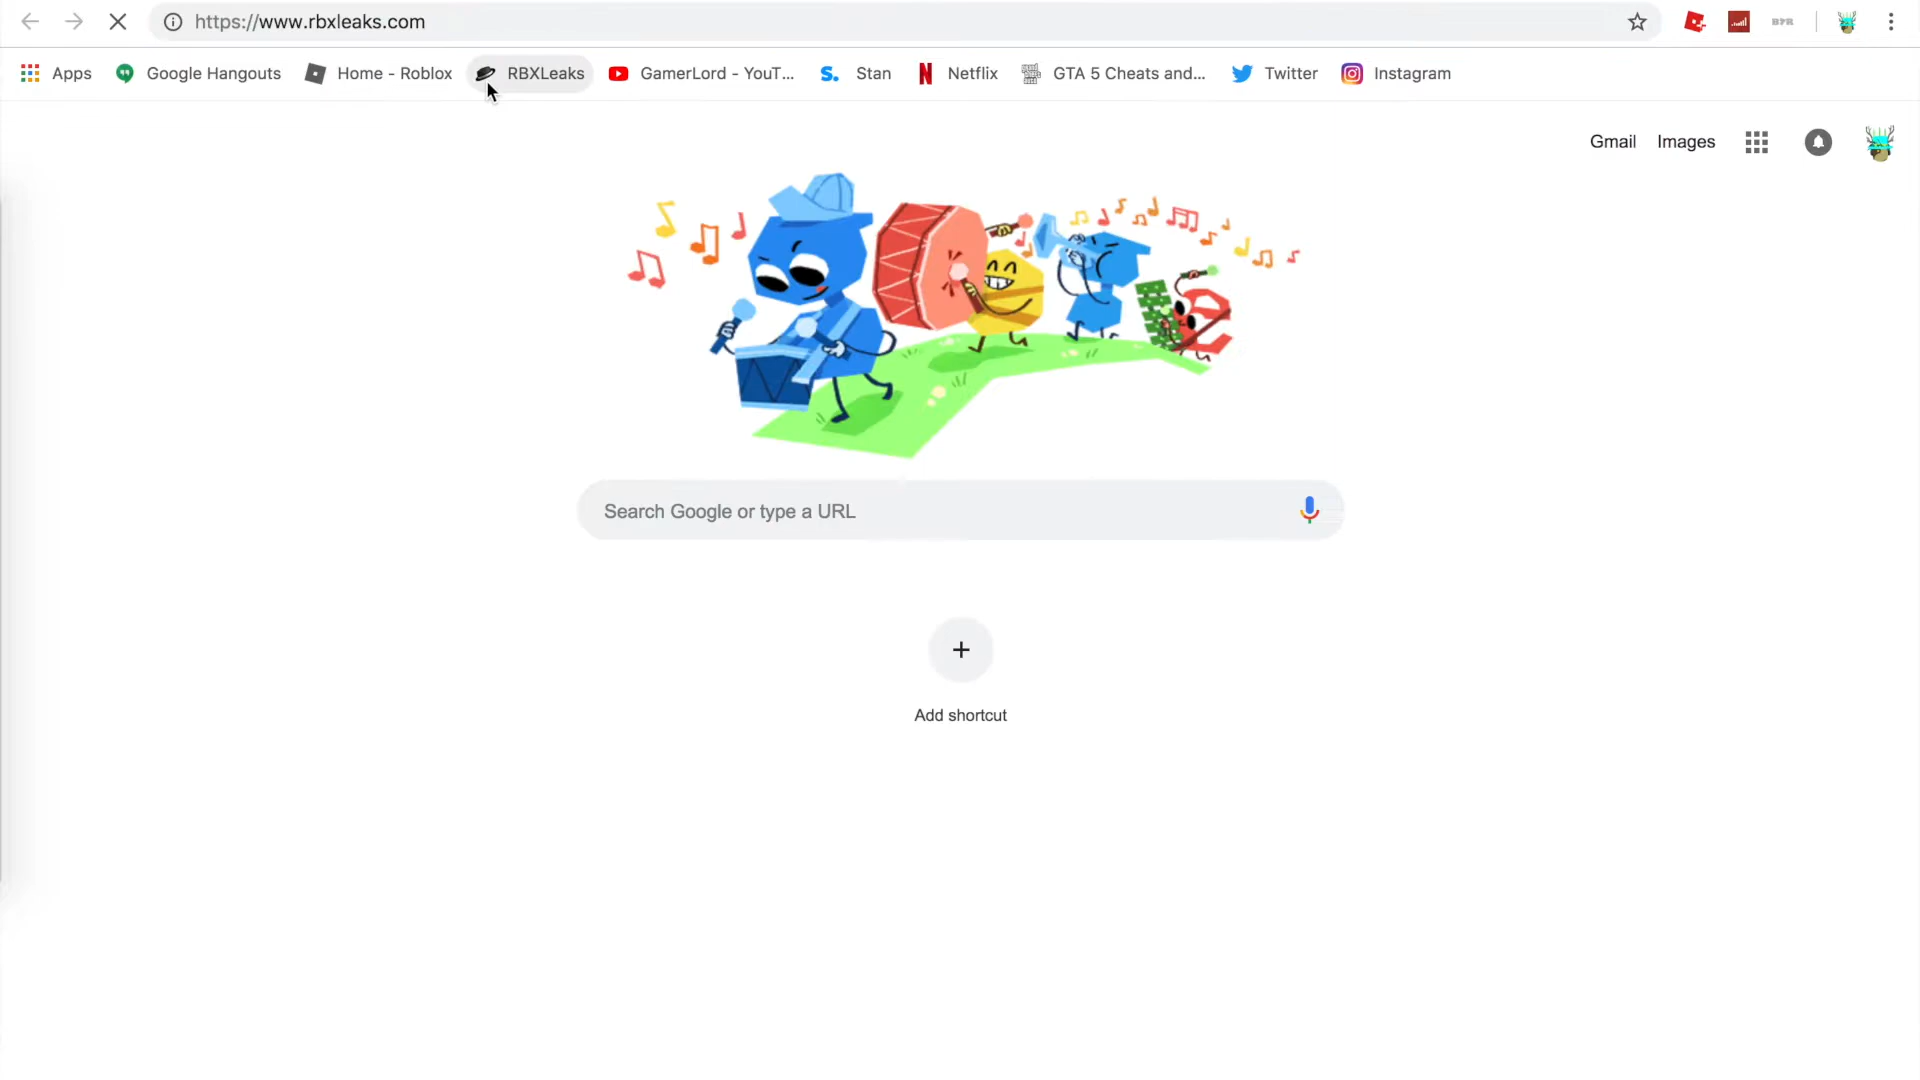 https://www.rbxleaks.com
Apps Google Hangouts Home - Roblox RBXLeaks GamerLord - YouT... Stan Netflix GTA 5 Cheats and... Twitter Instagram
Gmail Images
Search Google or type a URL
Add shortcut